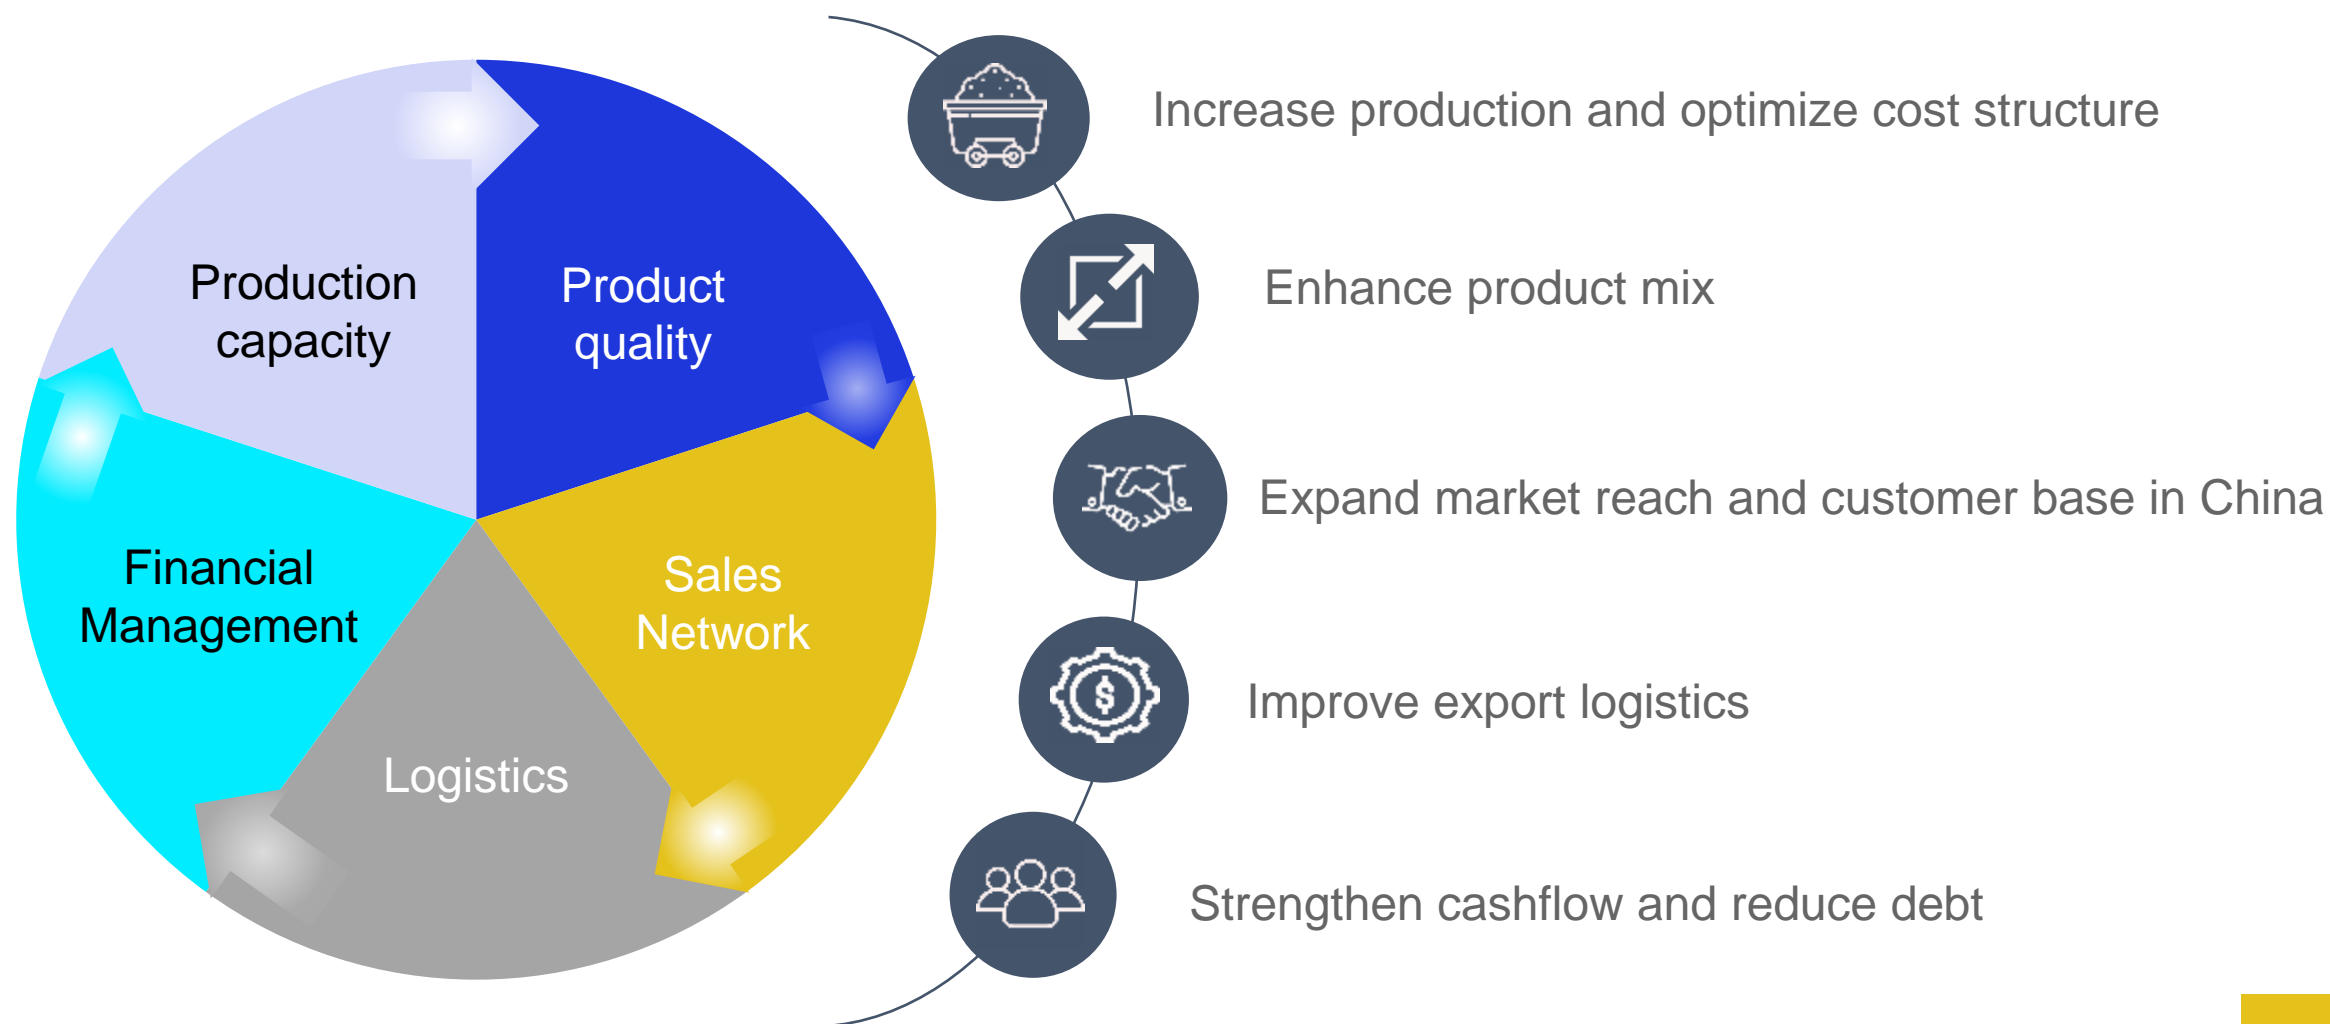 Production
capacity
Product
quality
Sales
Network
Logistics
Financial
Management
Increase production and optimize cost structure
Enhance product mix
Expand market reach and customer base in China
$
Improve export logistics
Strengthen cashflow and reduce debt